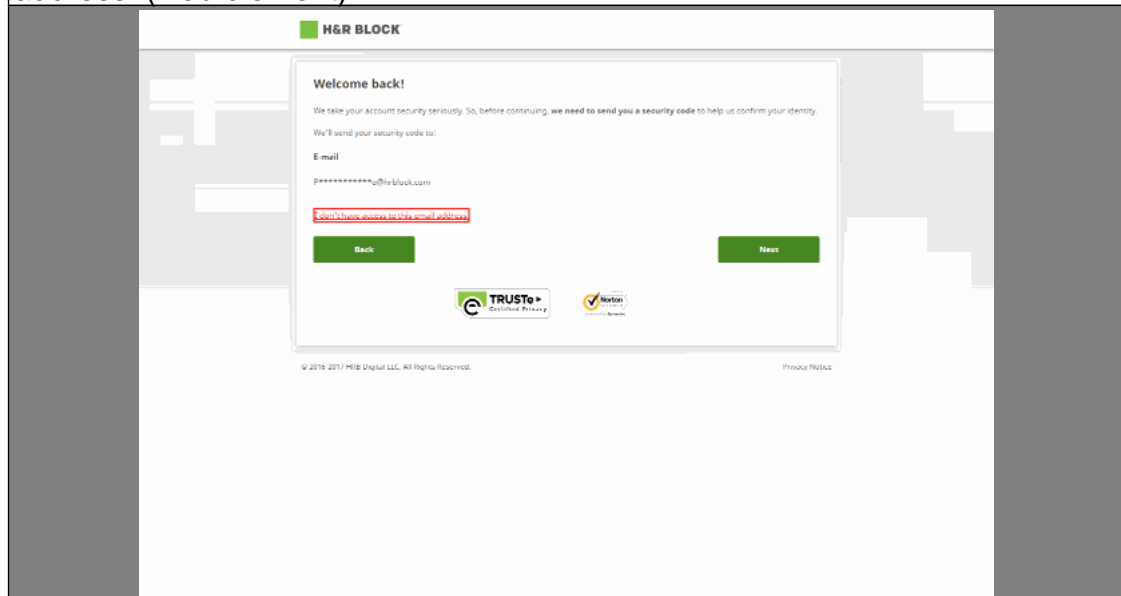 H&R BLOCK
Welcome back!
We take your account security seriously. So, before continuing, we need to send you a security code to help us confirm your identity.
We'll send your security code to:
E-mail
P***********o@hrblock.com
I don't have access to this email address.
Back
Next
TRUSTe
Certified Privacy
Norton
© 2016-2017 HRB Digital LLC. All Rights Reserved.
Privacy Notice